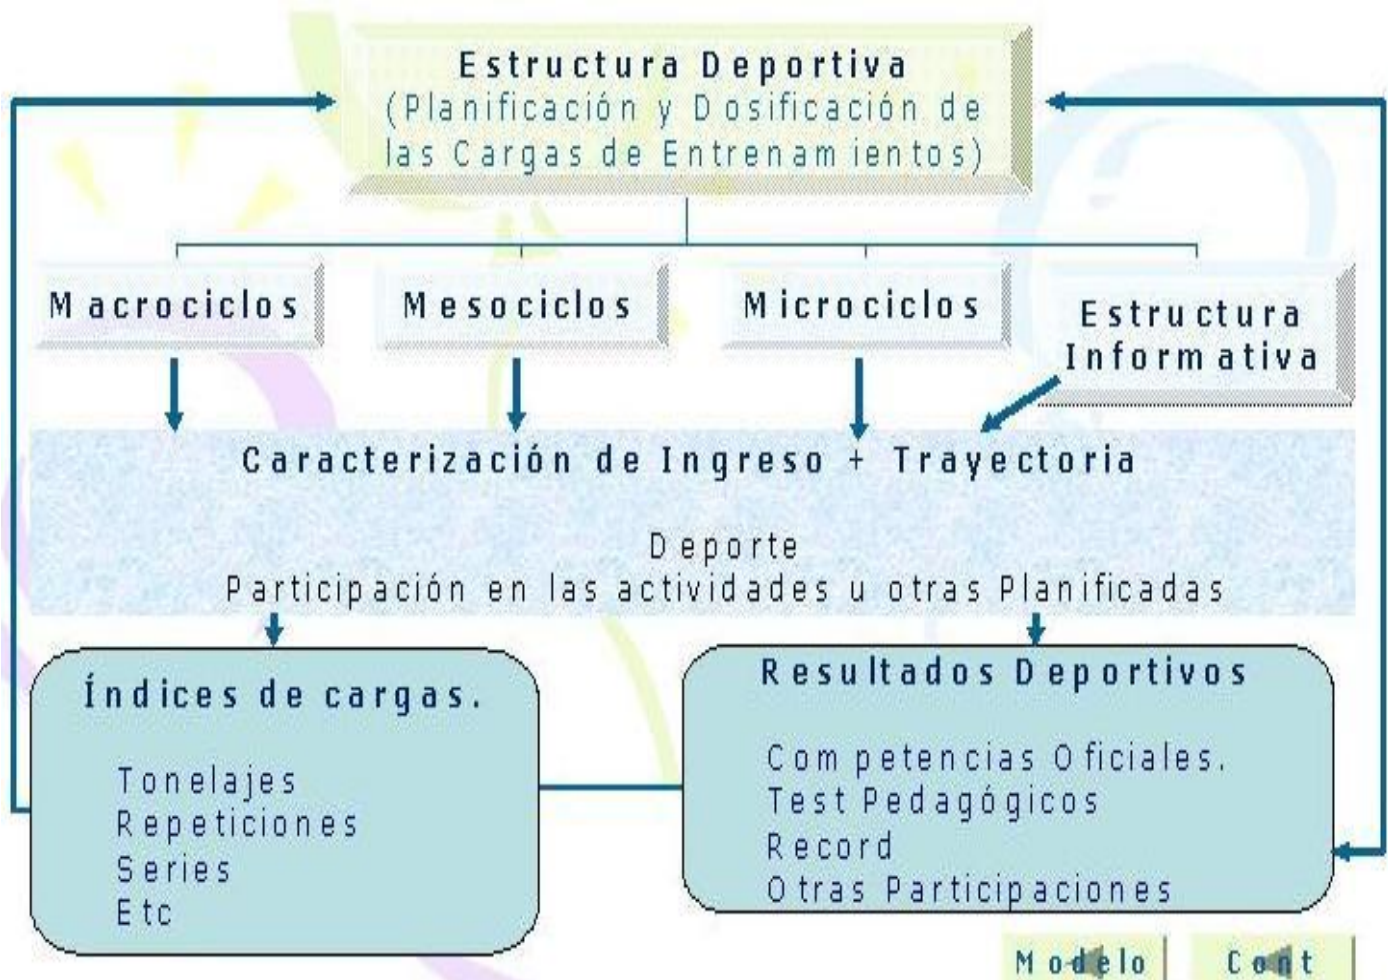 Estructura Deportiva
(Planificación y Dosificación de
las Cargas de Entrenamientos)
Macrociclos
Mesociclos
Microciclos
Estructura
Informativa
Caracterización de Ingreso + Trayectoria
Deporte
Participación en las actividades u otras Planificadas
Índices de cargas.
Tonelajes
Repeticiones
Series
Etc
Resultados Deportivos
Competencias Oficiales.
Test Pedagógicos
Record
Otras Participaciones
Modelo
Cont